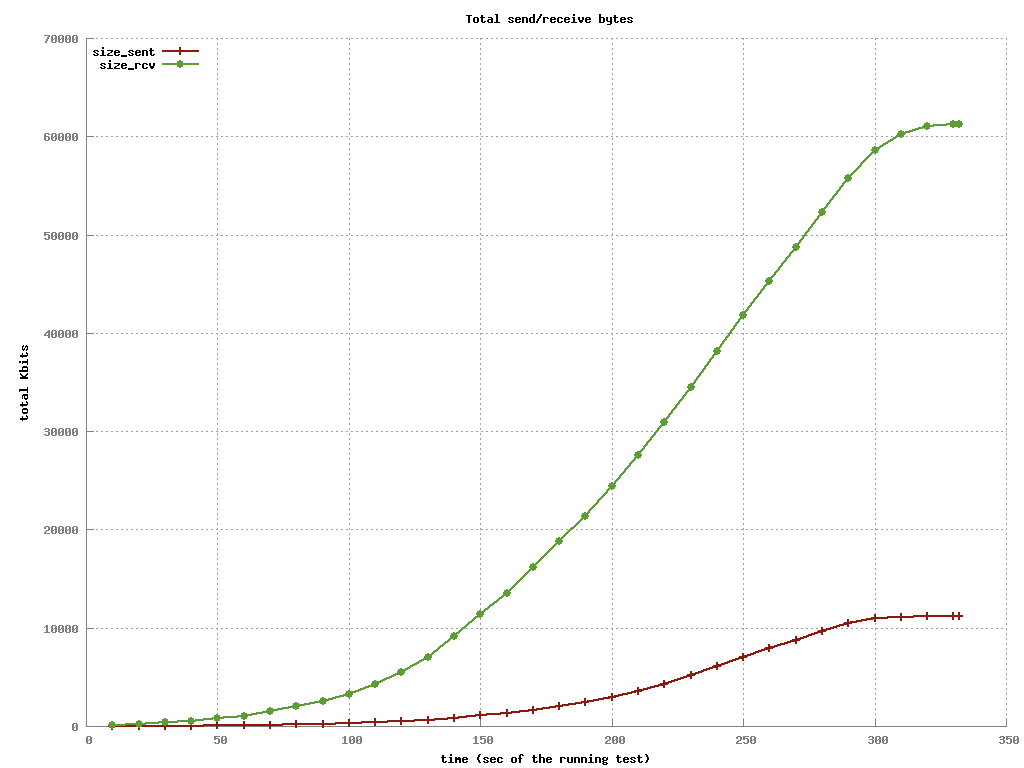 Total send/receive bytes
70000
size_sent
size_rcv
60000
50000
40000
total Kbits
30000
20000
10000
0
0 50 100 150 200 250 300 350
time (sec of the running test)